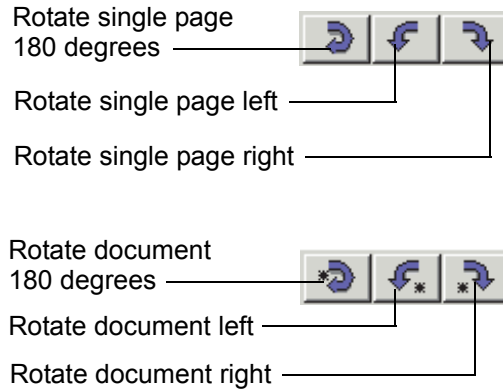 Rotate single page
180 degrees
Rotate single page left
Rotate single page right
Rotate document
180 degrees
Rotate document left
Rotate document right